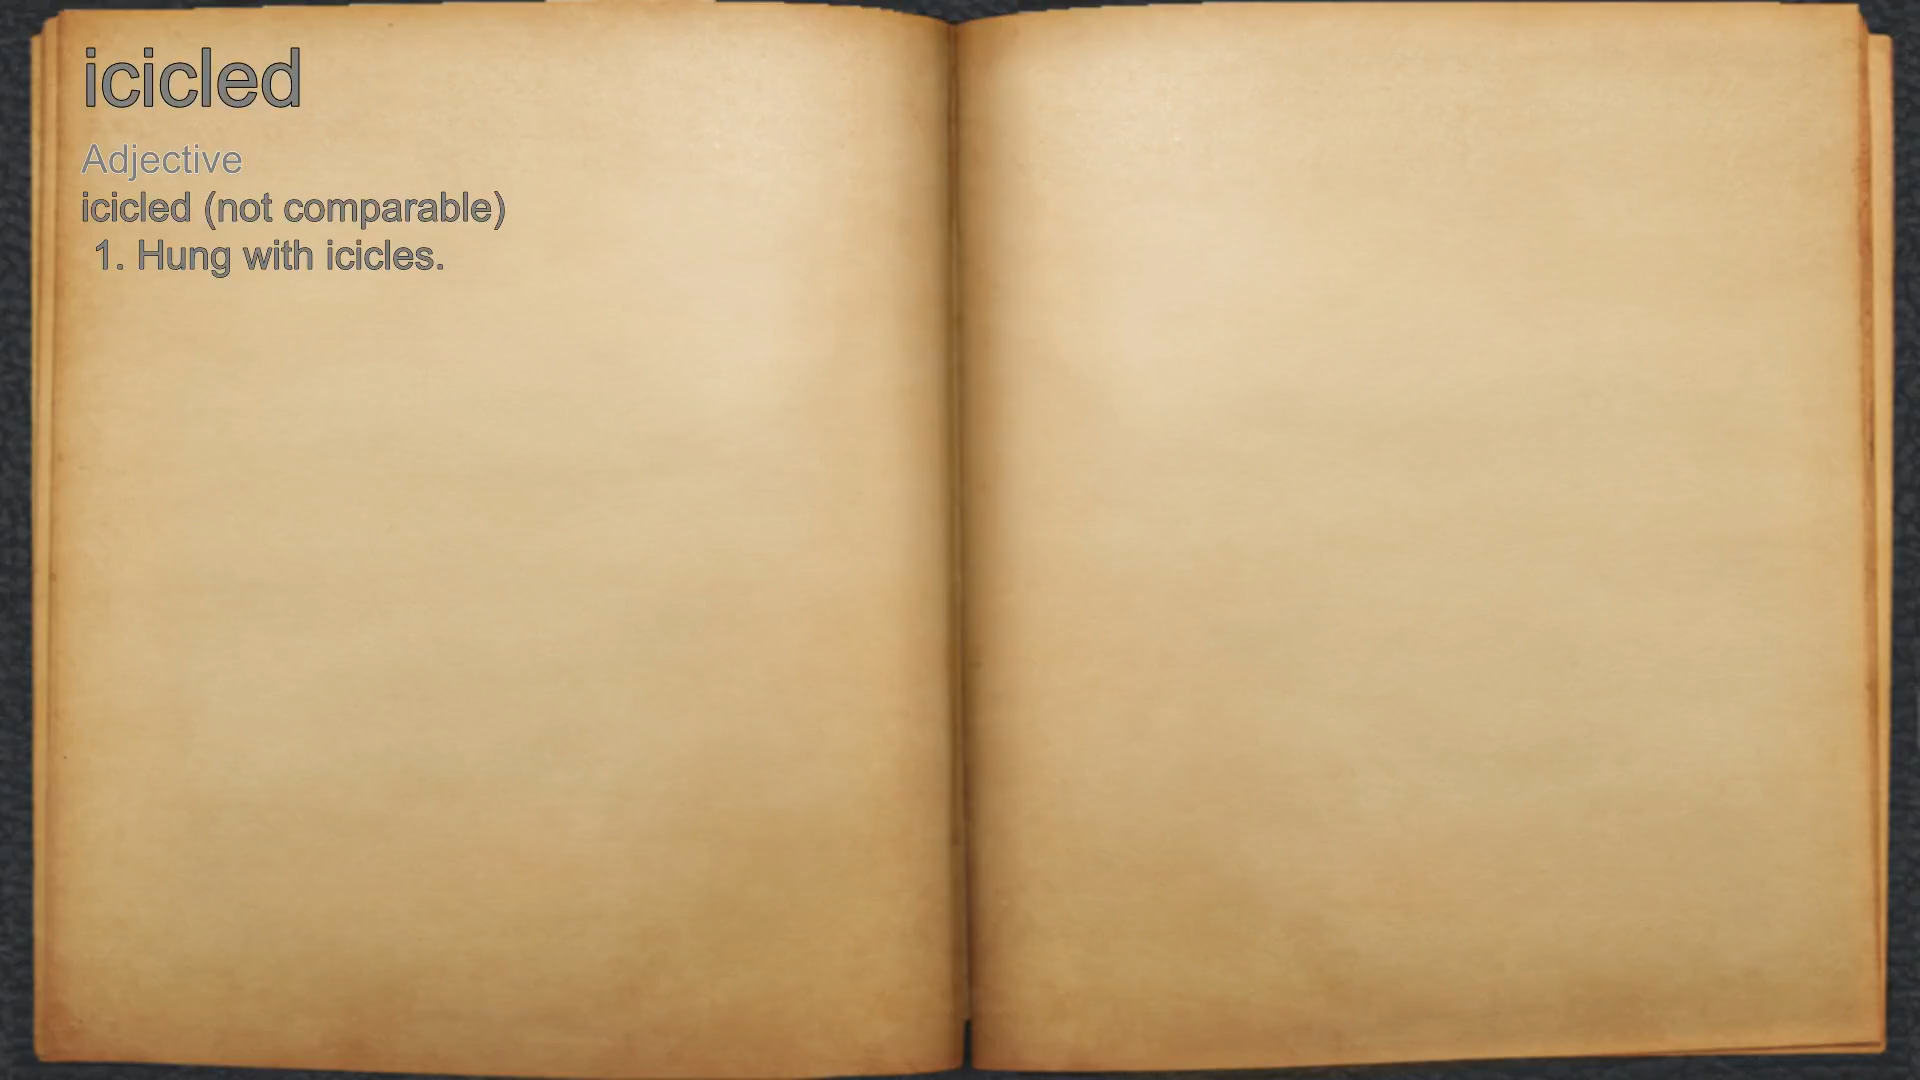 icicled
Adjective
icicled (not comparable)
1. Hung with icicles.